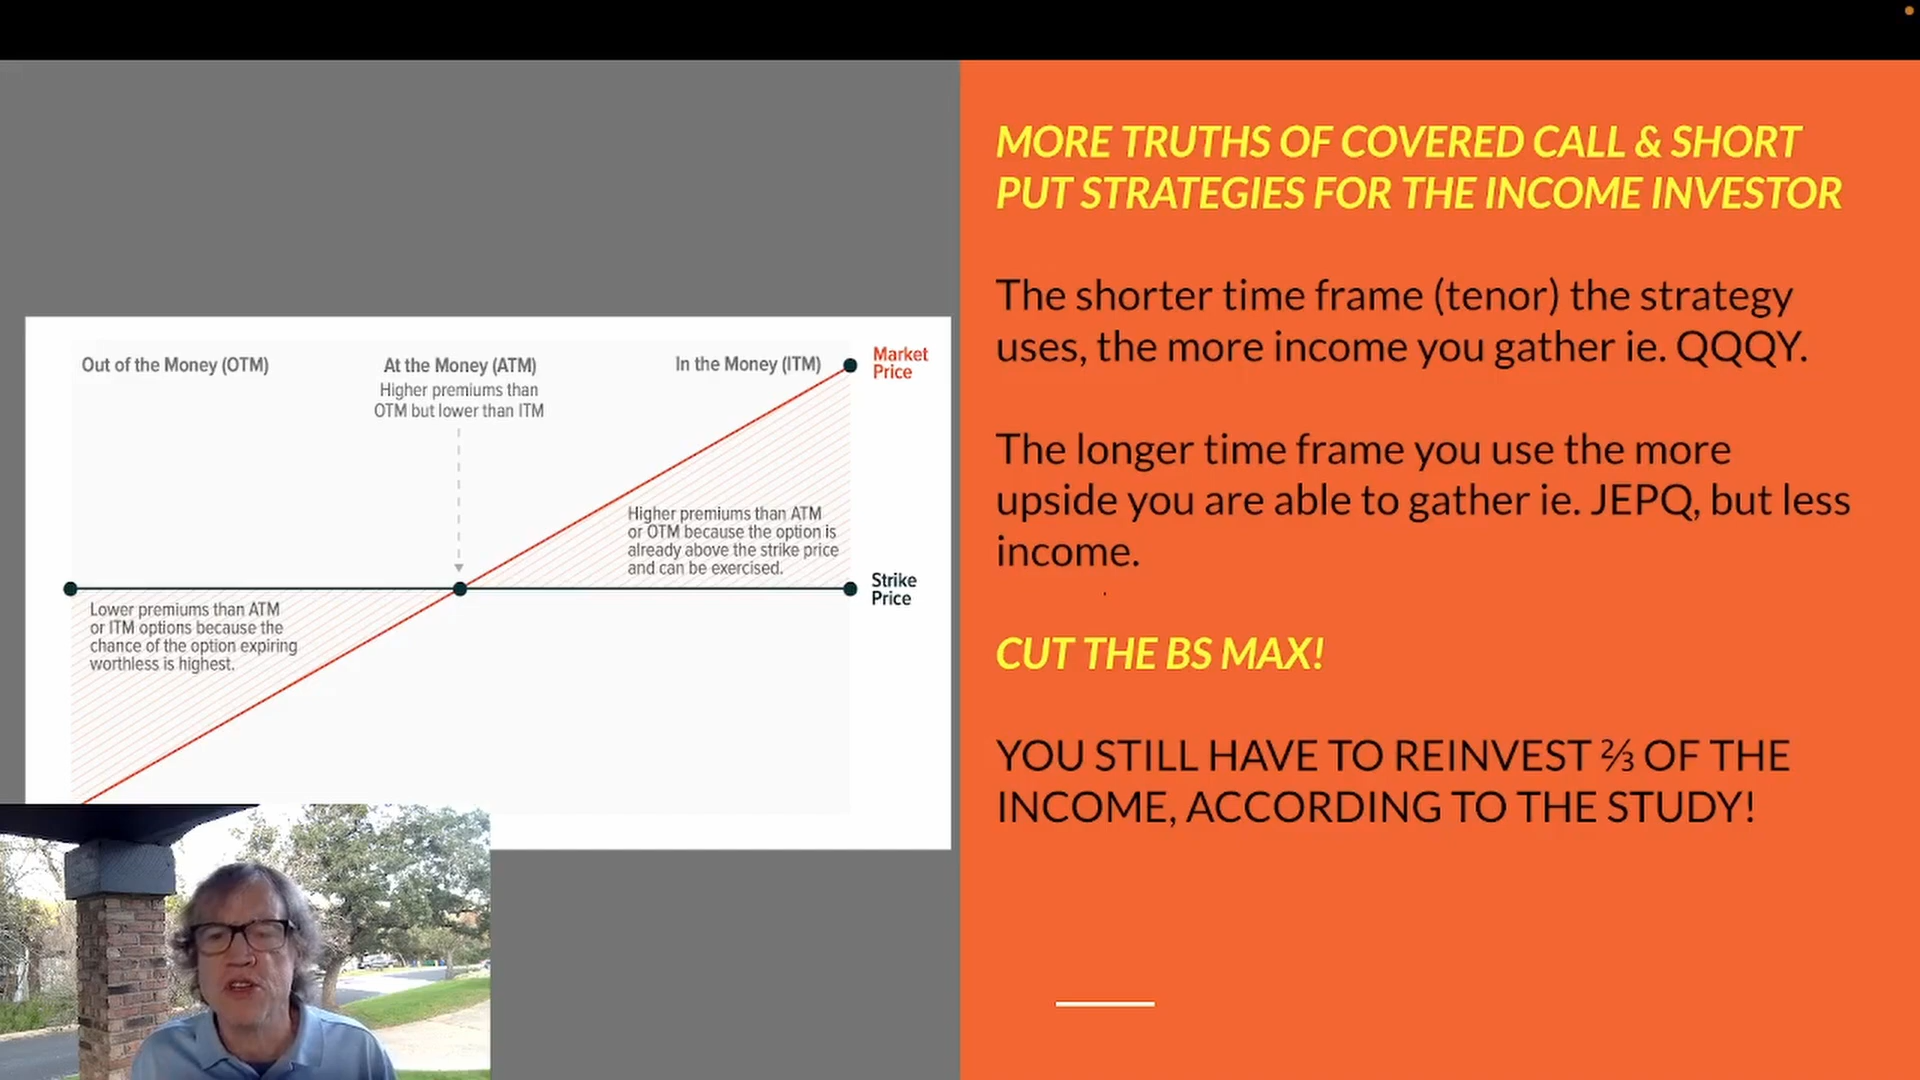 MORE TRUTHS OF COVERED CALL & SHORT
PUT STRATEGIES FOR THE INCOME INVESTOR
The shorter time frame (tenor) the strategy
uses, the more income you gather ie. QQQY.
The longer time frame you use the more
upside you are able to gather ie. JEPQ, but less
income.
CUT THE BS MAX!
YOU STILL HAVE TO REINVEST ⅔ OF THE
INCOME, ACCORDING TO THE STUDY!
Out of the Money (OTM)
At the Money (ATM)
Higher premiums than
OTM but lower than ITM
In the Money (ITM)
Market
Price
Higher premiums than ATM
or OTM because the option is
already above the strike price
and can be exercised.
Strike
Price
Lower premiums than ATM
or ITM options because the
chance of the option expiring
worthless is highest.